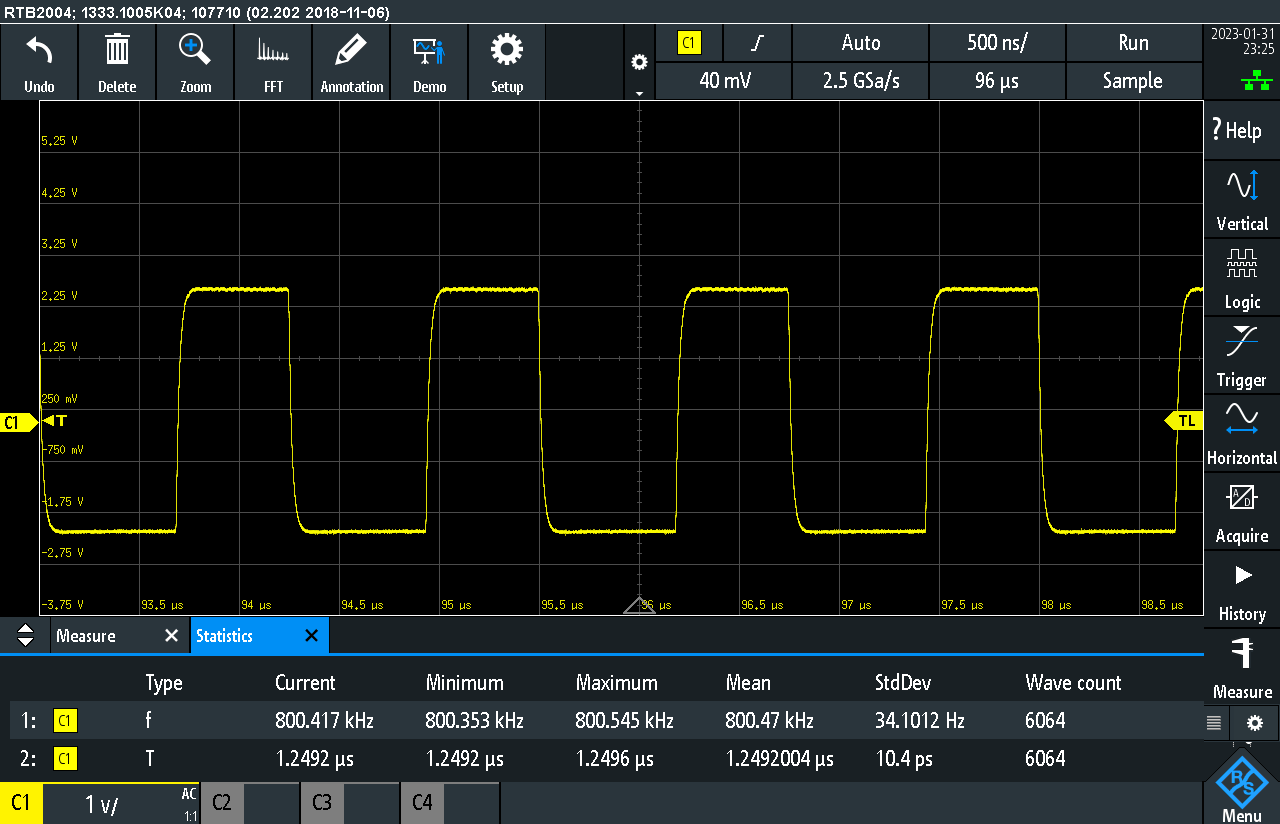 RTB2004; 1333.1005K04; 107710 (02.202 2018-11-06)
Undo
Delete
Zoom
FFT
Annotation
Demo
Setup
C1
Auto
500 ns/
Run
40 mV
2.5 GSa/s
96 µs
Sample
2023-01-31
23:25
? Help
Vertical
Logic
Trigger
Horizontal
A/D
Acquire
History
Measure
5.25 V
4.25 V
3.25 V
2.25 V
1.25 V
250 mV
C1
T
TL
-750 mV
-1.75 V
-2.75 V
-3.75 V
93.5 µs
94 µs
94.5 µs
95 µs
95.5 µs
96 µs
96.5 µs
97 µs
97.5 µs
98 µs
98.5 µs
Measure
Statistics
Type Current Minimum Maximum Mean StdDev Wave count
1: C1 f 800.417 kHz 800.353 kHz 800.545 kHz 800.47 kHz 34.1012 Hz 6064
2: C1 T 1.2492 µs 1.2492 µs 1.2496 µs 1.2492004 µs 10.4 ps 6064
C1 1 V/ AC 1:1
C2
C3
C4
R&S
Menu